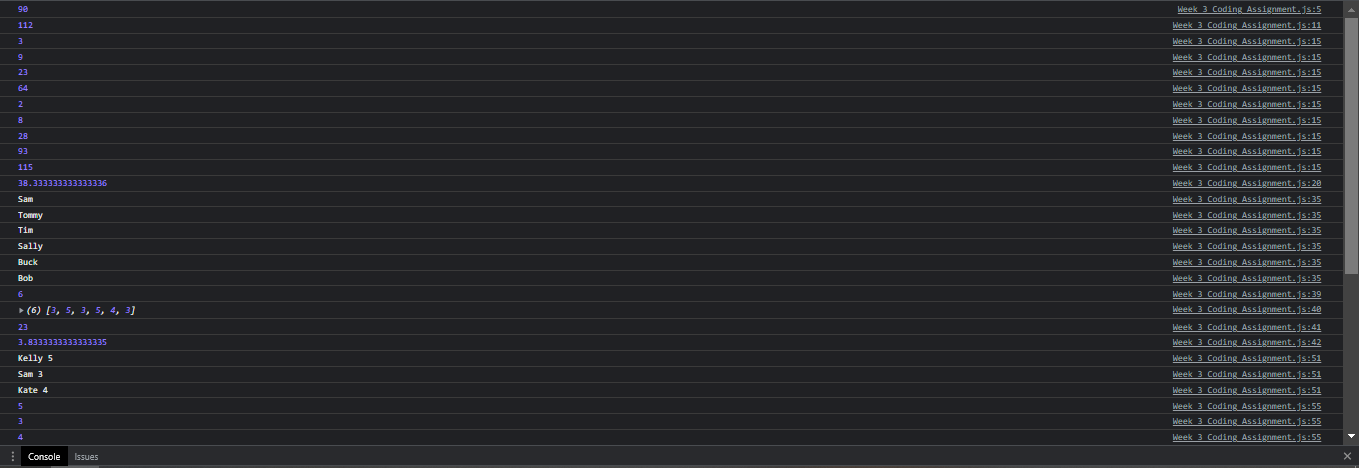 90 Week 3 Coding Assignment.js:5
112 Week 3 Coding Assignment.js:11
3 Week 3 Coding Assignment.js:15
9 Week 3 Coding Assignment.js:15
23 Week 3 Coding Assignment.js:15
64 Week 3 Coding Assignment.js:15
2 Week 3 Coding Assignment.js:15
8 Week 3 Coding Assignment.js:15
28 Week 3 Coding Assignment.js:15
93 Week 3 Coding Assignment.js:15
115 Week 3 Coding Assignment.js:15
38.333333333333336 Week 3 Coding Assignment.js:20
Sam Week 3 Coding Assignment.js:35
Tommy Week 3 Coding Assignment.js:35
Tim Week 3 Coding Assignment.js:35
Sally Week 3 Coding Assignment.js:35
Buck Week 3 Coding Assignment.js:35
Bob Week 3 Coding Assignment.js:35
6 Week 3 Coding Assignment.js:39
(6) [3, 5, 3, 5, 4, 3] Week 3 Coding Assignment.js:40
23 Week 3 Coding Assignment.js:41
3.8333333333333335 Week 3 Coding Assignment.js:42
Kelly 5 Week 3 Coding Assignment.js:51
Sam 3 Week 3 Coding Assignment.js:51
Kate 4 Week 3 Coding Assignment.js:51
5 Week 3 Coding Assignment.js:55
3 Week 3 Coding Assignment.js:55
4 Week 3 Coding Assignment.js:55
Console Issues